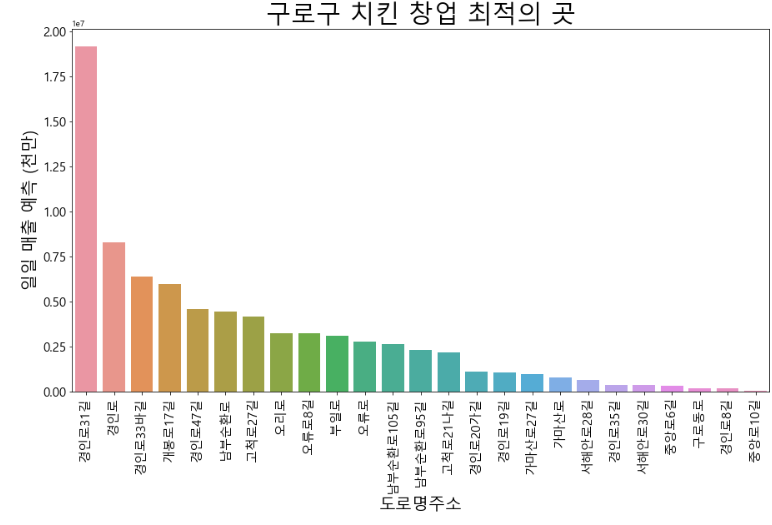 구로구 치킨 창업 최적의 곳
1e7
2.00
1.75
1.50
1.25
1.00
0.75
0.50
0.25
0.00
일일 매출 예측 (천만)
경인로31길
경인로
경인로33바길
개봉로17길
경인로47길
남부순환로
고척로27길
오리로
오류로8길
부일로
오류로
남부순환로105길
남부순환로95길
고척로21나길
경인로20가길
경인로19길
가마산로27길
가마산로
서해안로28길
경인로35길
서해안로30길
중앙로6길
구로동로
경인로8길
중앙로10길
도로명주소